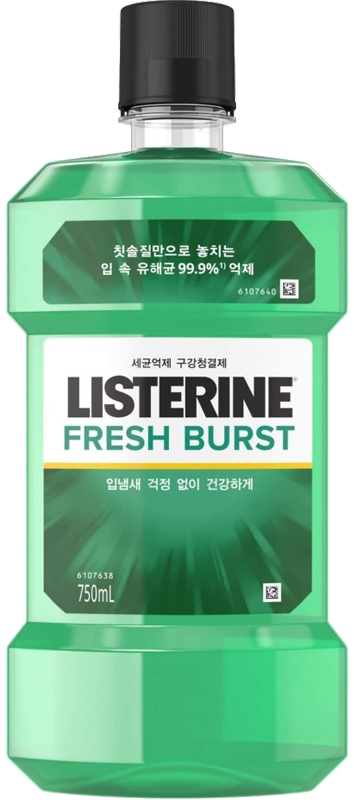 칫솔질만으로 놓치는
입 속 유해균 99.9%¹⁾ 억제
6107640
세균억제 구강청결제
LISTERINE®
FRESH BURST
입냄새 걱정 없이 건강하게
6107638
750mL